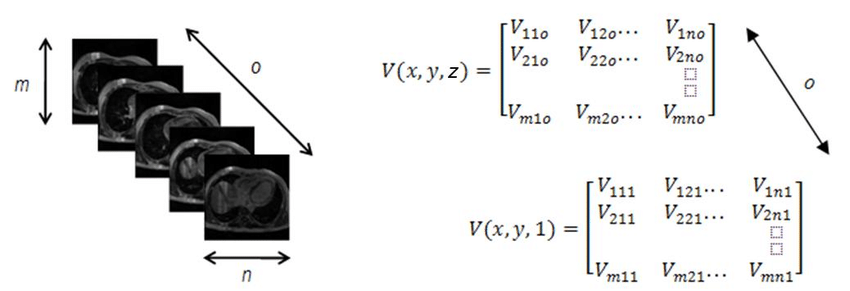 m
o
n
V(x, y, z) =
V₁₁ₒ V₁₂ₒ… V₁ₙₒ
V₂₁ₒ V₂₂ₒ… V₂ₙₒ
Vₘ₁ₒ Vₘ₂ₒ… Vₘₙₒ
o
V(x, y, 1) =
V₁₁₁ V₁₂₁… V₁ₙ₁
V₂₁₁ V₂₂₁… V₂ₙ₁
Vₘ₁₁ Vₘ₂₁… Vₘₙ₁